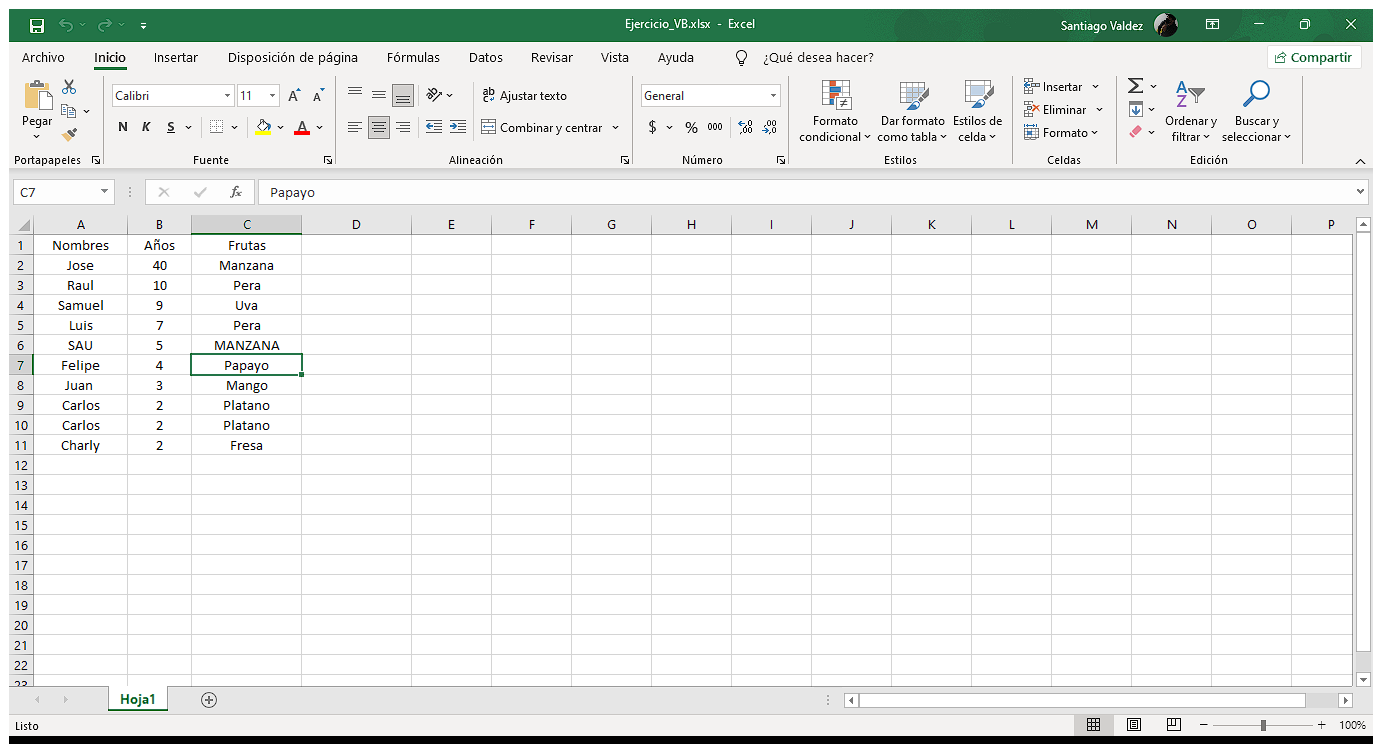 Ejercicio_VB.xlsx - Excel
Santiago Valdez
Archivo Inicio Insertar Disposición de página Fórmulas Datos Revisar Vista Ayuda ¿Qué desea hacer? Compartir
Pegar
Portapapeles
Calibri 11 A A
N K S A
Fuente
ab Ajustar texto
Combinar y centrar
Alineación
General
$ % 000
Número
Formato condicional
Dar formato como tabla
Estilos de celda
Estilos
Insertar
Eliminar
Formato
Celdas
Σ
Ordenar y filtrar
Buscar y seleccionar
Edición
C7 fx Papayo
A B C D E F G H I J K L M N O P
1 Nombres Años Frutas
2 Jose 40 Manzana
3 Raul 10 Pera
4 Samuel 9 Uva
5 Luis 7 Pera
6 SAU 5 MANZANA
7 Felipe 4 Papayo
8 Juan 3 Mango
9 Carlos 2 Platano
10 Carlos 2 Platano
11 Charly 2 Fresa
12
13
14
15
16
17
18
19
20
21
22
23
Hoja1
Listo 100%